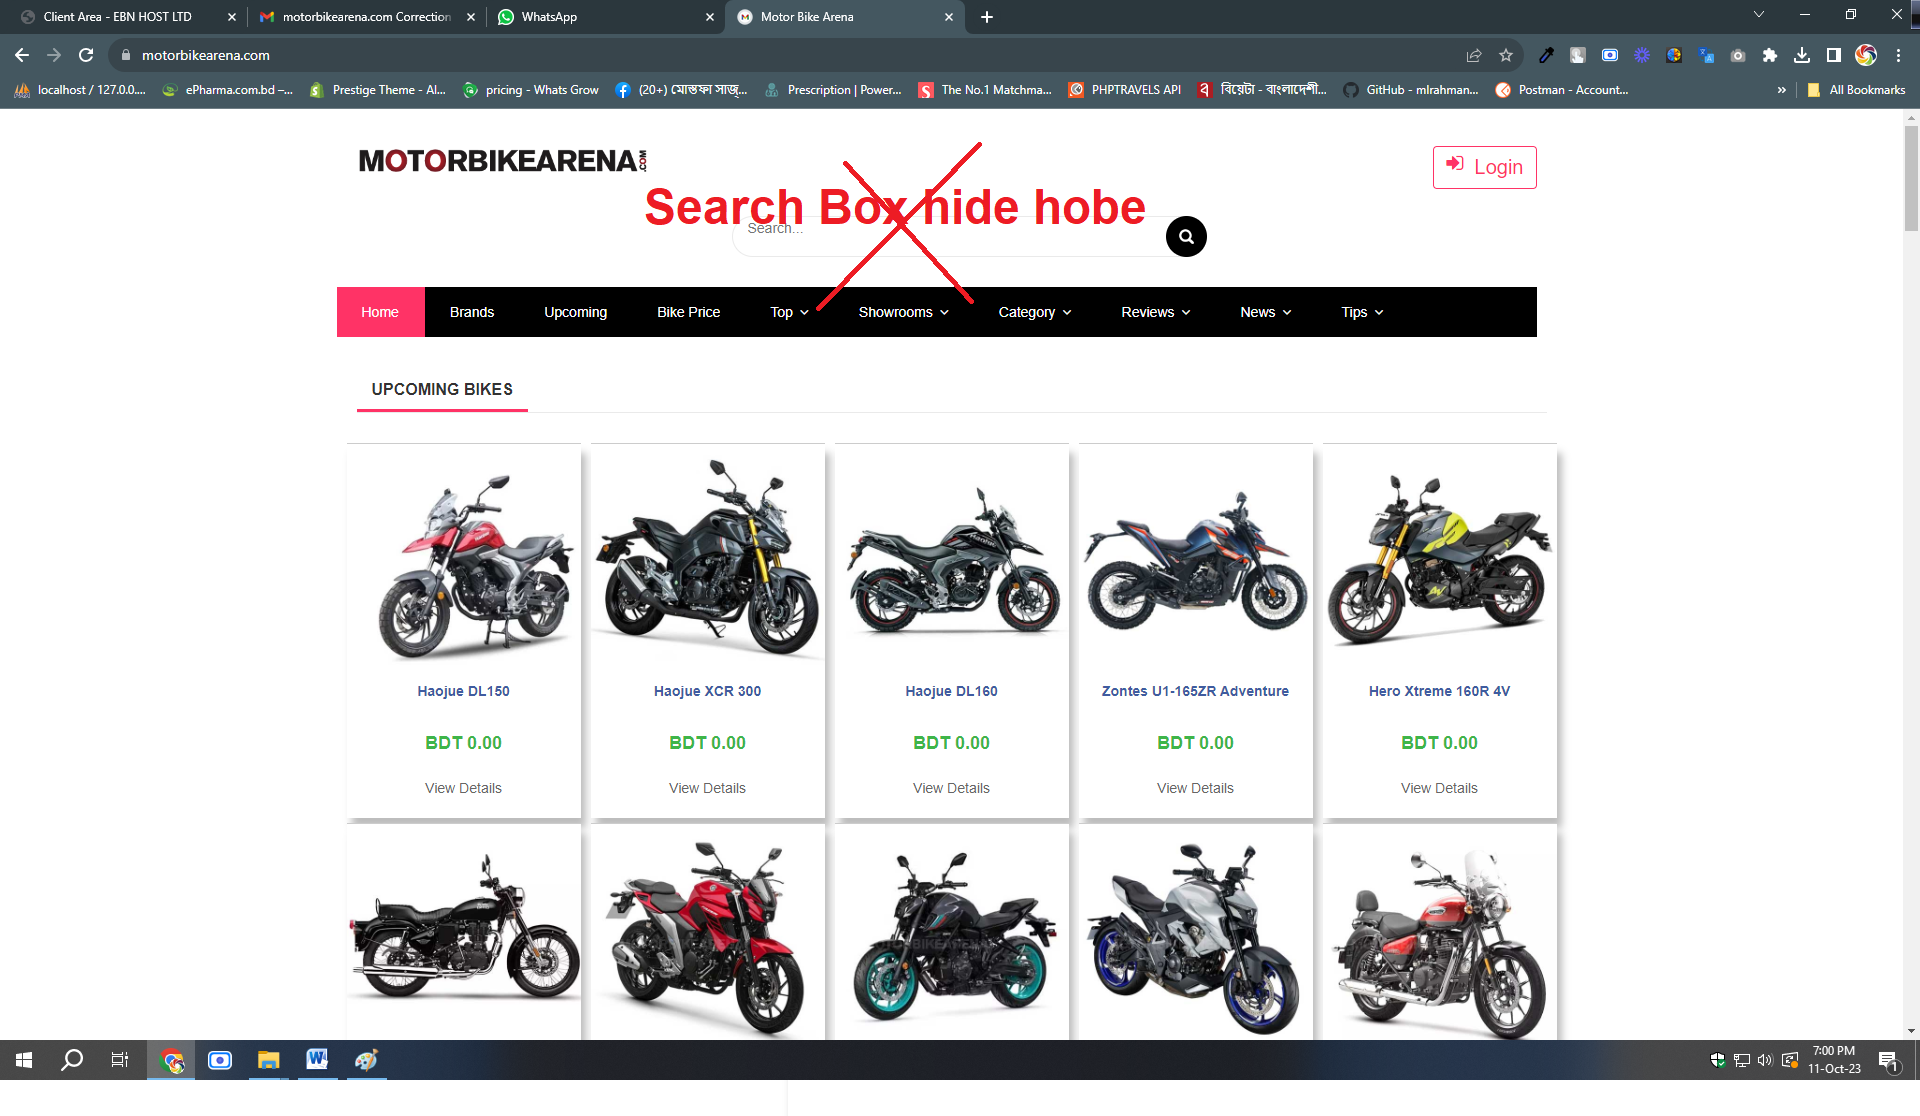 Client Area - EBN HOST LTD
motorbikearena.com Correction
WhatsApp
Motor Bike Arena
motorbikearena.com
localhost / 127.0.0....
ePharma.com.bd –...
Prestige Theme - Al...
pricing - Whats Grow
(20+) মোস্তফা সাজ্...
Prescription | Power...
The No.1 Matchma...
PHPTRAVELS API
বিয়েটা - বাংলাদেশী...
GitHub - mlrahman...
Postman - Account...
All Bookmarks
MOTORBIKEARENA.COM
Login
Search Box hide hobe
Search...
Home
Brands
Upcoming
Bike Price
Top
Showrooms
Category
Reviews
News
Tips
UPCOMING BIKES
Haojue DL150
Haojue XCR 300
Haojue DL160
Zontes U1-165ZR Adventure
Hero Xtreme 160R 4V
BDT 0.00
BDT 0.00
BDT 0.00
BDT 0.00
BDT 0.00
View Details
View Details
View Details
View Details
View Details
7:00 PM
11-Oct-23
1